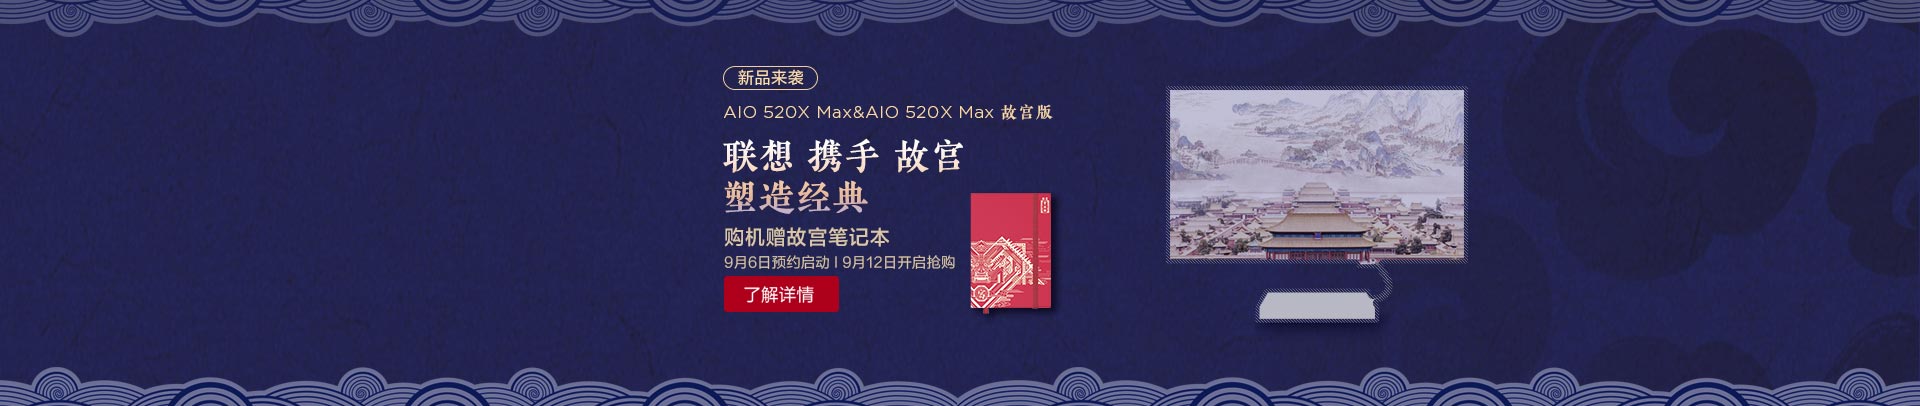 新品来袭
AIO 520X Max&AIO 520X Max 故宫版
联想 携手 故宫
塑造经典
购机赠故宫笔记本
9月6日预约启动 | 9月12日开启抢购
了解详情